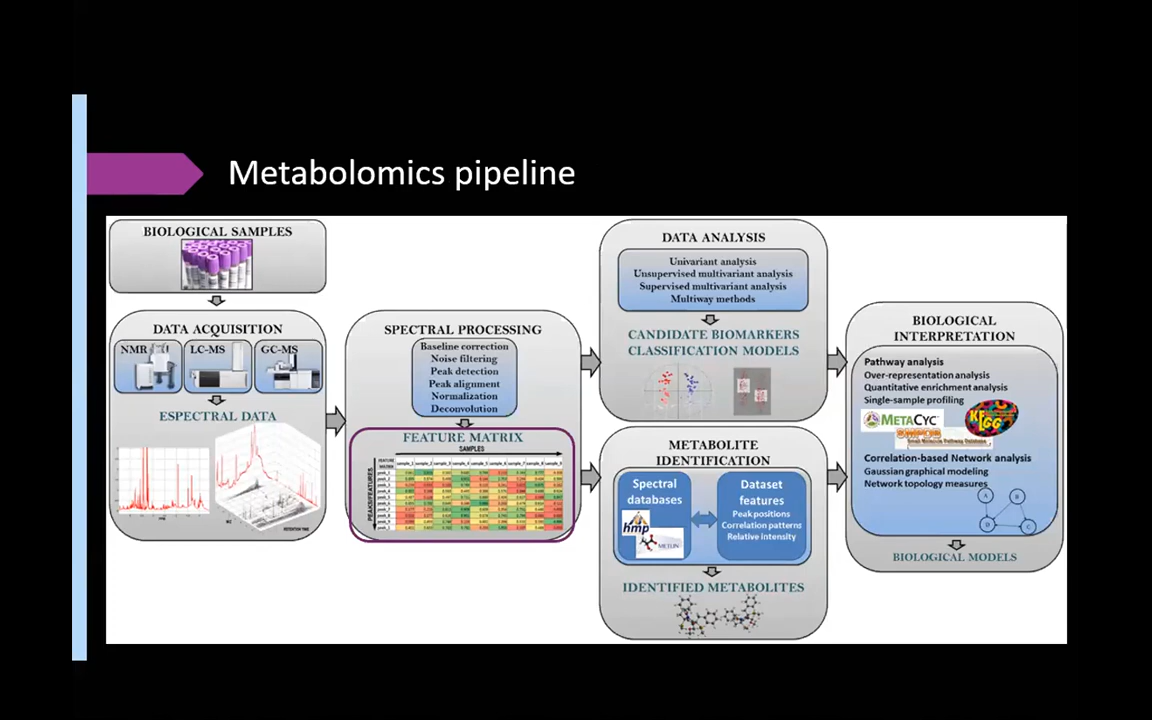 Metabolomics pipeline
BIOLOGICAL SAMPLES
DATA ACQUISITION
NMR
LC-MS
GC-MS
ESPECTRAL DATA
RETENTION TIME
SPECTRAL PROCESSING
Baseline correction
Noise filtering
Peak detection
Peak alignment
Normalization
Deconvolution
FEATURE MATRIX
SAMPLES
PEAKS/FEATURES
FEATURE MATRIX
DATA ANALYSIS
Univariant analysis
Unsupervised multivariant analysis
Supervised multivariant analysis
Multiway methods
CANDIDATE BIOMARKERS
CLASSIFICATION MODELS
METABOLITE
IDENTIFICATION
Spectral
databases
hmp
METLIN
Dataset
features
Peak positions
Correlation patterns
Relative intensity
IDENTIFIED METABOLITES
BIOLOGICAL
INTERPRETATION
Pathway analysis
Over-representation analysis
Quantitative enrichment analysis
Single-sample profiling
METACYC
KEGG
Correlation-based Network analysis
Gaussian graphical modeling
Network topology measures
A
B
D
C
BIOLOGICAL MODELS